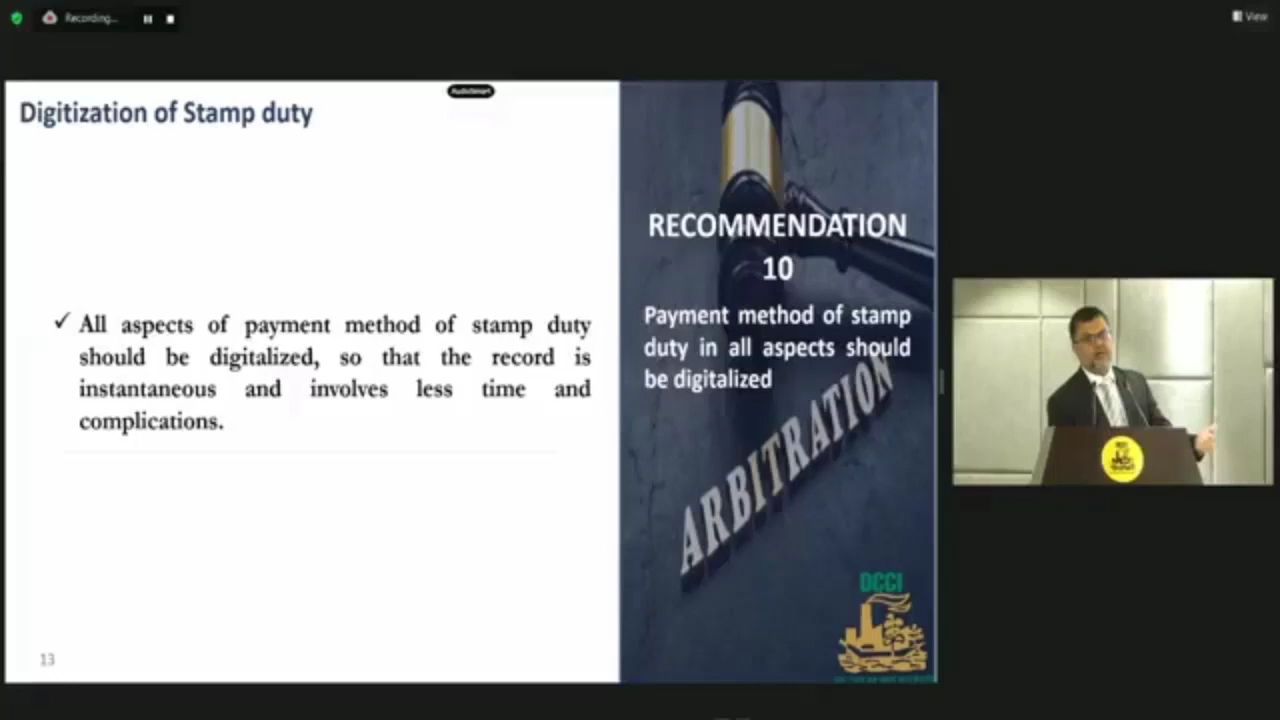 Recording...
View
AudioSmart
Digitization of Stamp duty
✓ All aspects of payment method of stamp duty
should be digitalized, so that the record is
instantaneous and involves less time and
complications.
13
RECOMMENDATION
10
Payment method of stamp
duty in all aspects should
be digitalized
ARBITRATION
DCCI
DCCI